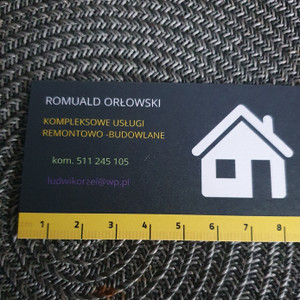 ROMUALD ORŁOWSKI
KOMPLEKSOWE USŁUGI
REMONTOWO -BUDOWLANE
kom. 511 245 105
ludwikorzel@wp.pl
1 2 3 4 5 6 7 8